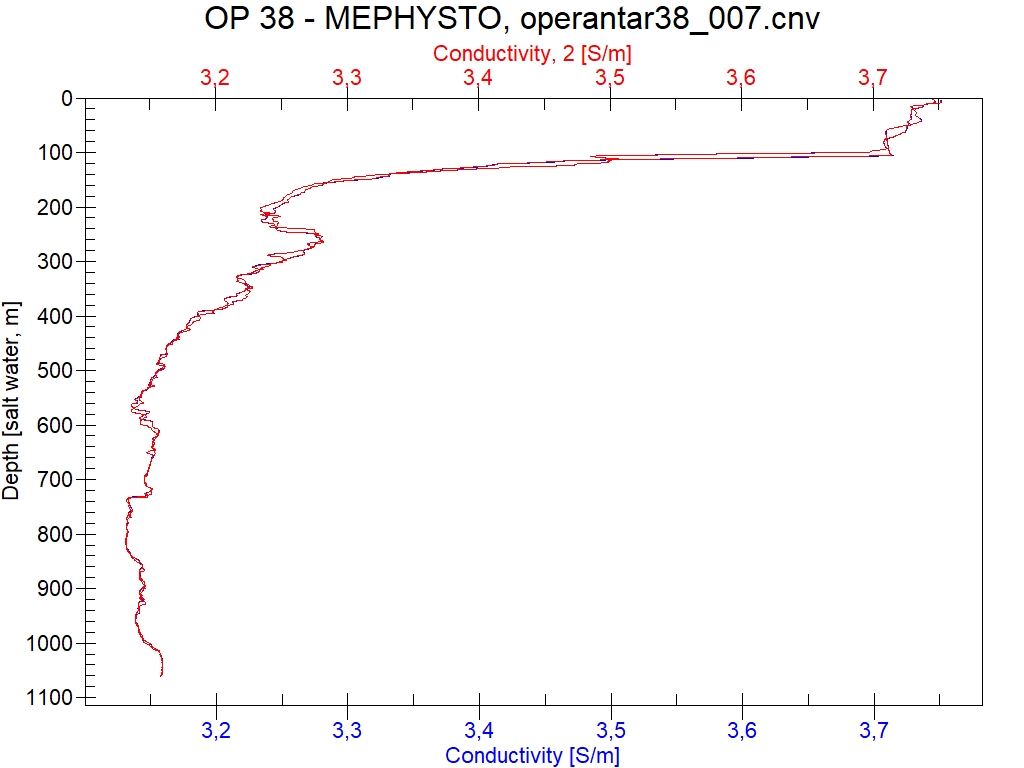 OP 38 - MEPHYSTO, operantar38_007.cnv
Conductivity, 2 [S/m]
3,2 3,3 3,4 3,5 3,6 3,7
0
100
200
300
400
500
600
700
800
900
1000
1100
Depth [salt water, m]
3,2 3,3 3,4 3,5 3,6 3,7
Conductivity [S/m]